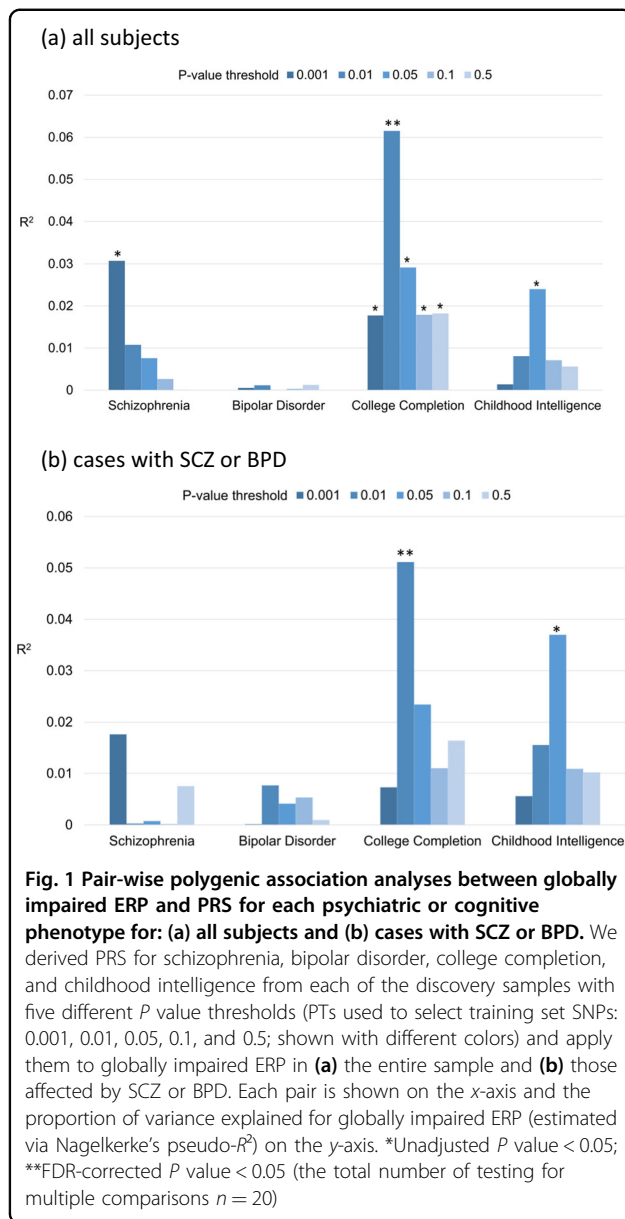 (a) all subjects
P-value threshold 0.001 0.01 0.05 0.1 0.5
0.07
0.06
0.05
0.04
R²
0.03
0.02
0.01
0
* ** * * * *
Schizophrenia Bipolar Disorder College Completion Childhood Intelligence
(b) cases with SCZ or BPD
P-value threshold 0.001 0.01 0.05 0.1 0.5
0.06
0.05
0.04
R²
0.03
0.02
0.01
0
** *
Schizophrenia Bipolar Disorder College Completion Childhood Intelligence
Fig. 1 Pair-wise polygenic association analyses between globally
impaired ERP and PRS for each psychiatric or cognitive
phenotype for: (a) all subjects and (b) cases with SCZ or BPD. We
derived PRS for schizophrenia, bipolar disorder, college completion,
and childhood intelligence from each of the discovery samples with
five different P value thresholds (PTs used to select training set SNPs:
0.001, 0.01, 0.05, 0.1, and 0.5; shown with different colors) and apply
them to globally impaired ERP in (a) the entire sample and (b) those
affected by SCZ or BPD. Each pair is shown on the x-axis and the
proportion of variance explained for globally impaired ERP (estimated
via Nagelkerke's pseudo-R²) on the y-axis. *Unadjusted P value < 0.05;
**FDR-corrected P value < 0.05 (the total number of testing for
multiple comparisons n = 20)